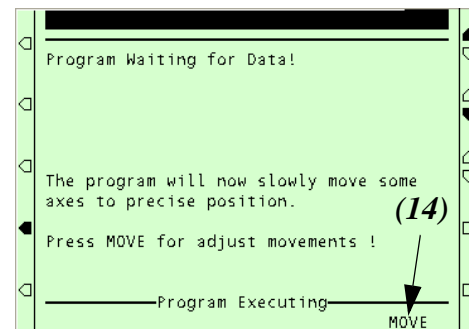 Program Waiting for Data!
The program will now slowly move some
axes to precise position.
(14)
Press MOVE for adjust movements !
Program Executing
MOVE